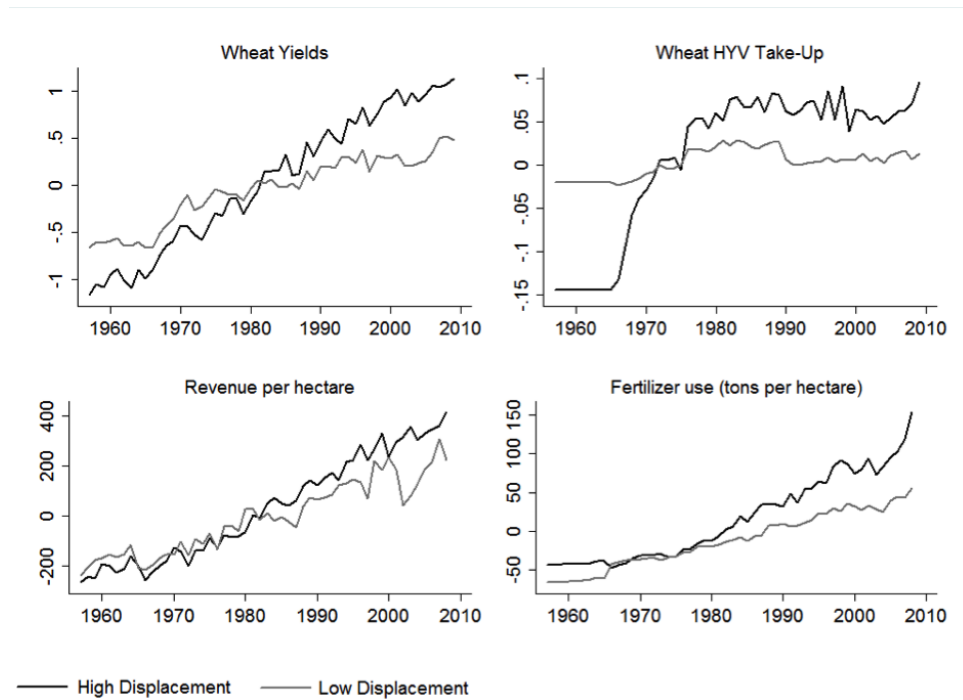 Wheat Yields
1
.5
0
-.5
-1
1960 1970 1980 1990 2000 2010
Wheat HYV Take-Up
.1
.05
0
-.05
-.1
-.15
1960 1970 1980 1990 2000 2010
Revenue per hectare
400
200
0
-200
1960 1970 1980 1990 2000 2010
Fertilizer use (tons per hectare)
150
100
50
0
-50
1960 1970 1980 1990 2000 2010
High Displacement Low Displacement